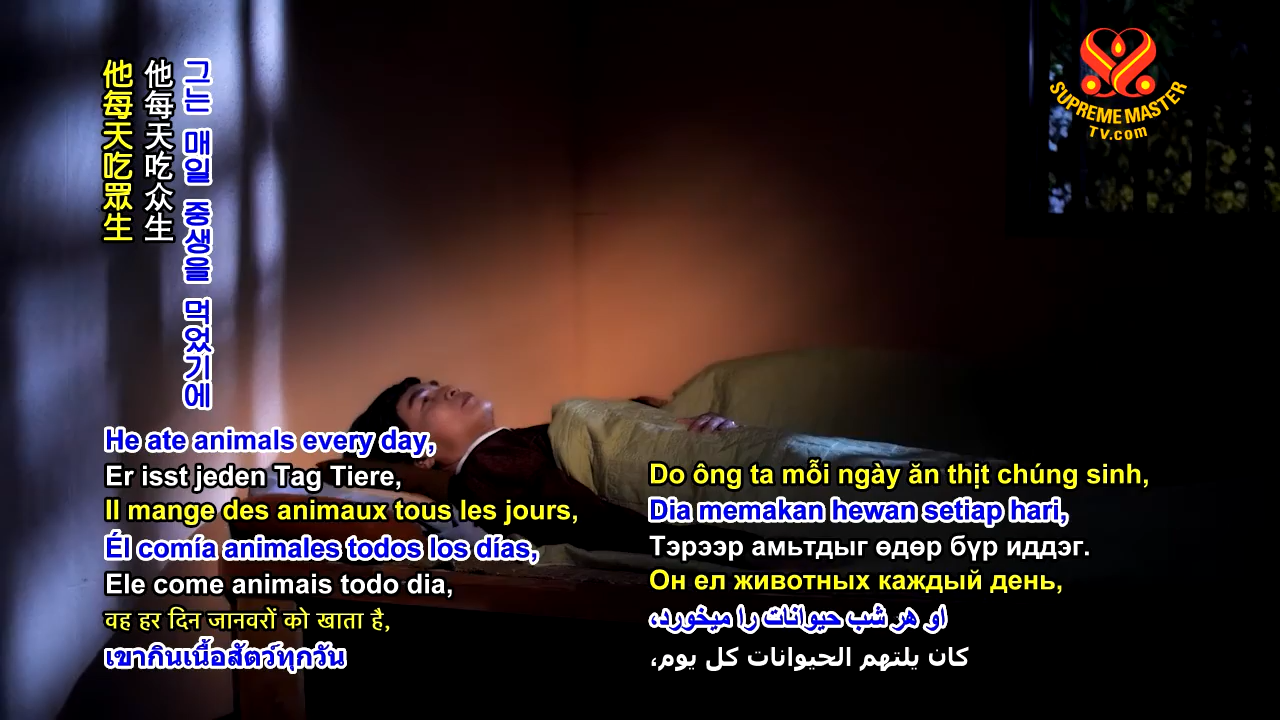 他每天吃眾生
他每天吃众生
그는 매일 중생을 먹었기에
He ate animals every day,
Er isst jeden Tag Tiere,
Il mange des animaux tous les jours,
Él comía animales todos los días,
Ele come animais todo dia,
वह हर दिन जानवरों को खाता है,
เขากินเนื้อสัตว์ทุกวัน
Do ông ta mỗi ngày ăn thịt chúng sinh,
Dia memakan hewan setiap hari,
Тэрээр амьтдыг өдөр бүр иддэг.
Он ел животных каждый день,
او هر شب حیوانات را میخورد،
كان يلتهم الحيوانات كل يوم،
SUPREME MASTER
TV.com